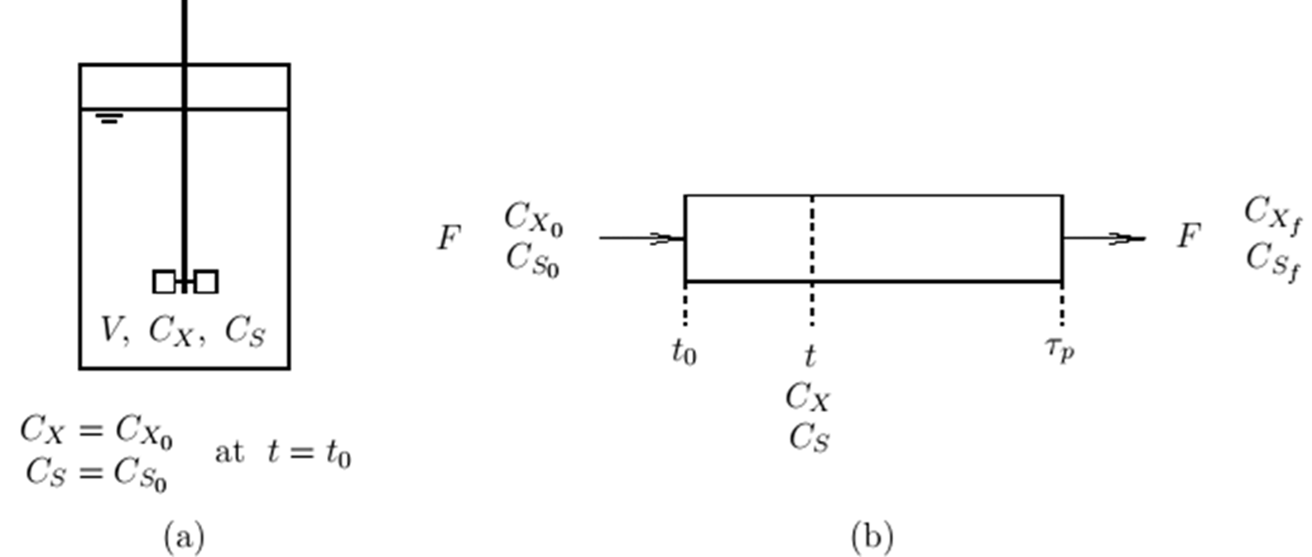 V, C_X, C_S
C_X = C_{X_0}
C_S = C_{S_0}
at t = t_0
(a)
F
C_{X_0}
C_{S_0}
t_0
t
C_X
C_S
τ_p
F
C_{X_f}
C_{S_f}
(b)